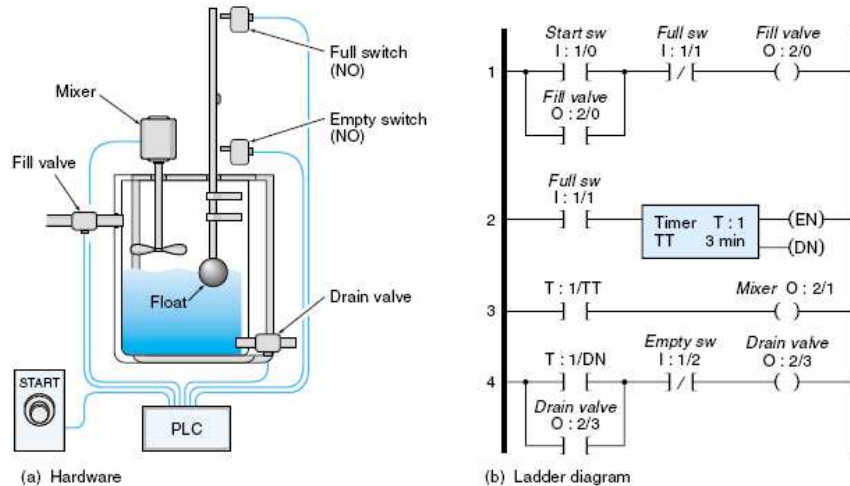 Full switch
(NO)
Mixer
Empty switch
(NO)
Fill valve
Float
Drain valve
START
PLC
(a) Hardware
Start sw
I : 1/0
Full sw
I : 1/1
Fill valve
O : 2/0
1
Fill valve
O : 2/0
Full sw
I : 1/1
2
Timer T : 1
TT 3 min
(EN)
(DN)
T : 1/TT
Mixer O : 2/1
3
T : 1/DN
Empty sw
I : 1/2
Drain valve
O : 2/3
4
Drain valve
O : 2/3
(b) Ladder diagram